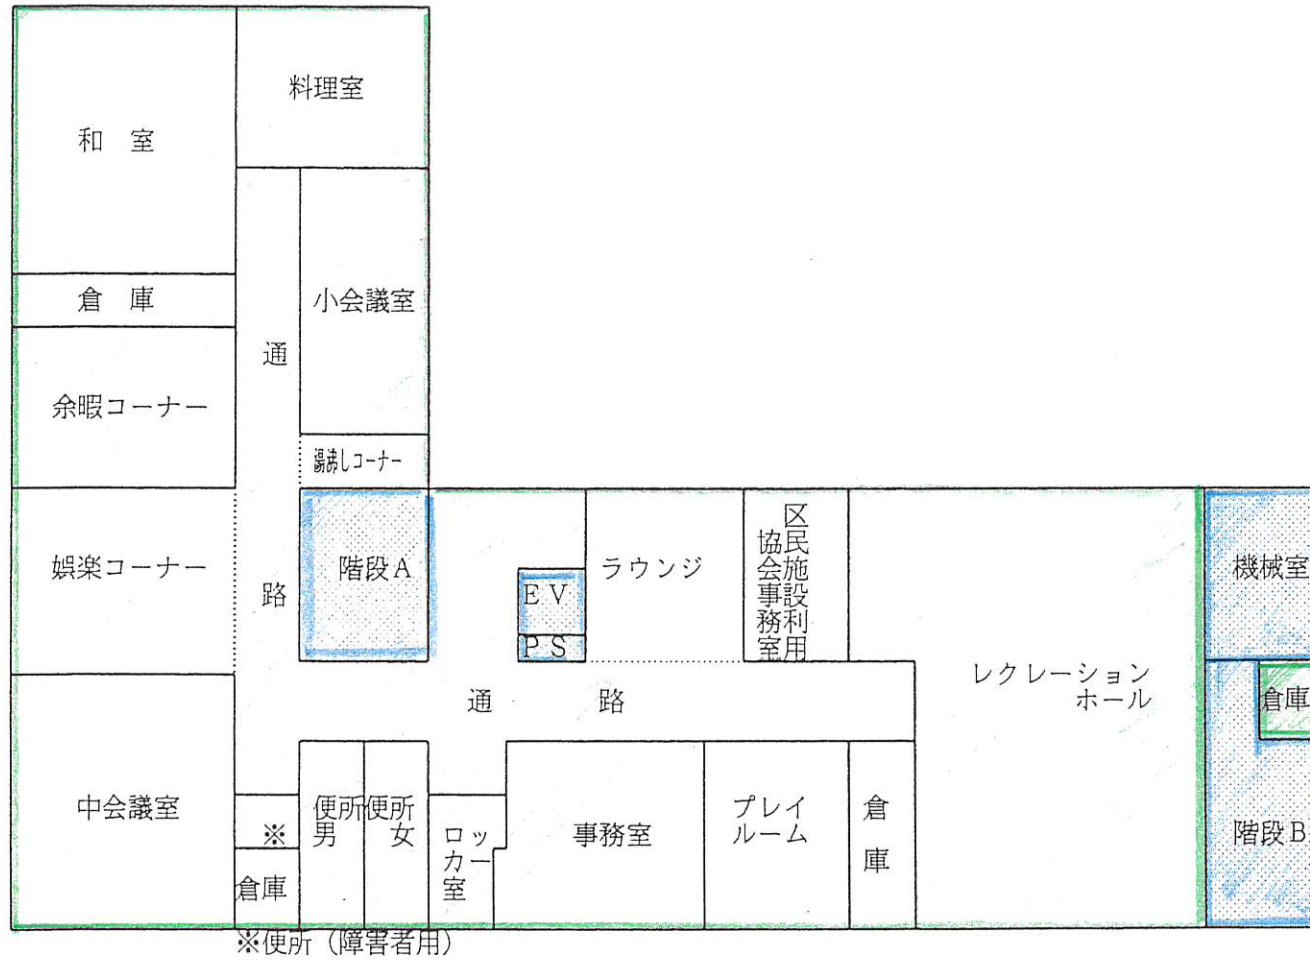 料理室
和　室
倉　庫
小会議室
通
余暇コーナー
湯沸しコーナー
娯楽コーナー
階段A
路
EV
PS
ラウンジ
区民施設利用
協会事務室
機械室
レクレーション
ホール
倉庫
通　路
中会議室
※
倉庫
便所
男
便所
女
ロッ
カー
室
事務室
プレイ
ルーム
倉
庫
階段B
※便所（障害者用）